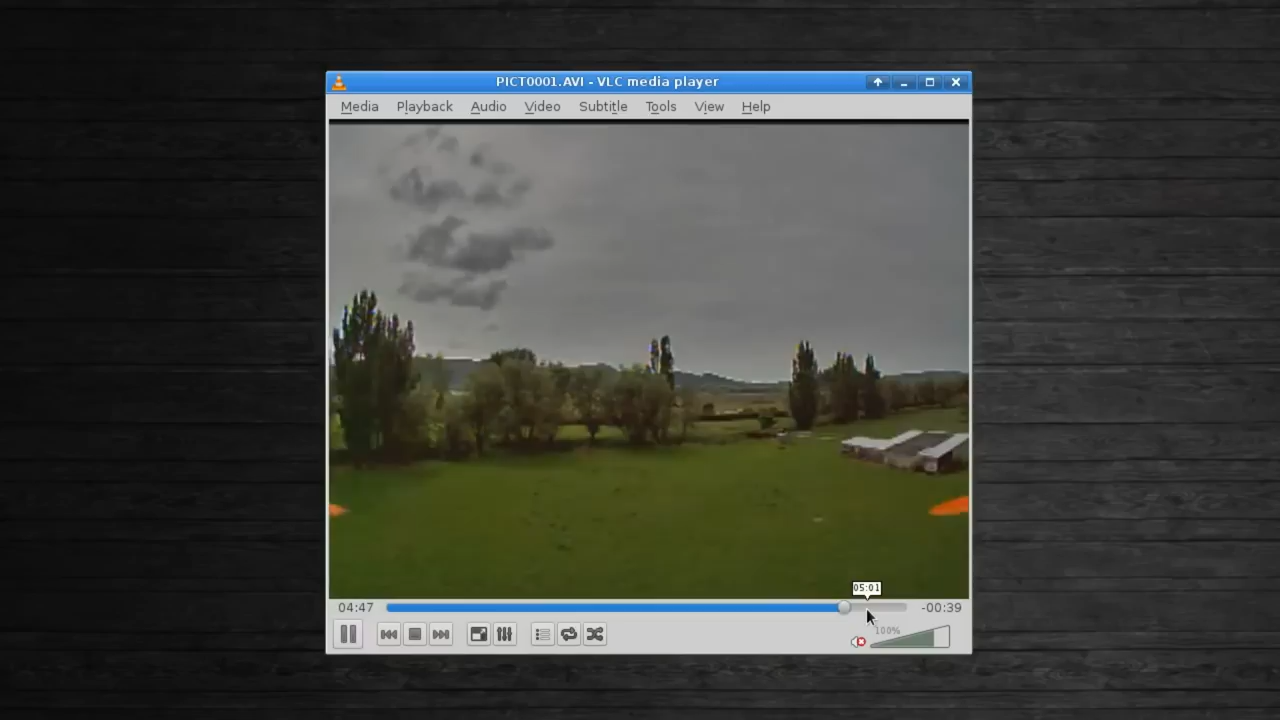 PICT0001.AVI - VLC media player
Media Playback Audio Video Subtitle Tools View Help
05:01
04:47 -00:39
100%